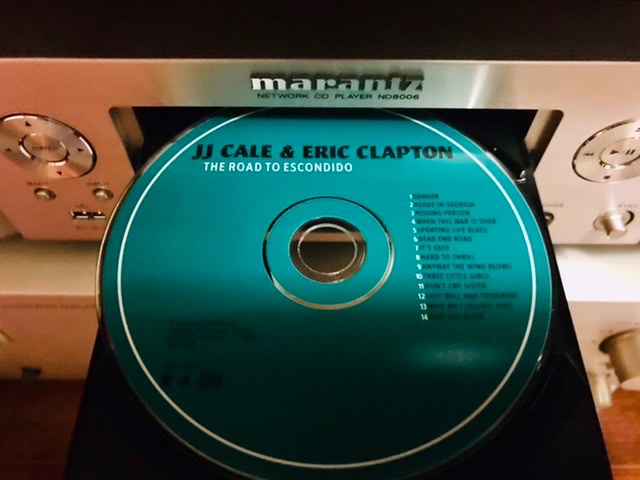 marantz
NETWORK CD PLAYER ND8006
JJ CALE & ERIC CLAPTON
THE ROAD TO ESCONDIDO
1 DANGER
2 HEADS IN GEORGIA
3 MISSING PERSON
4 WHEN THIS WAR IS OVER
5 SPORTING LIFE BLUES
6 DEAD END ROAD
7 IT'S EASY
8 HARD TO THRILL
9 ANYWAY THE WIND BLOWS
10 THREE LITTLE GIRLS
11 DON'T CRY SISTER
12 LAST WILL AND TESTAMENT
13 WHO AM I TELLING YOU?
14 RIDE THE RIVER
BACK
INPUT